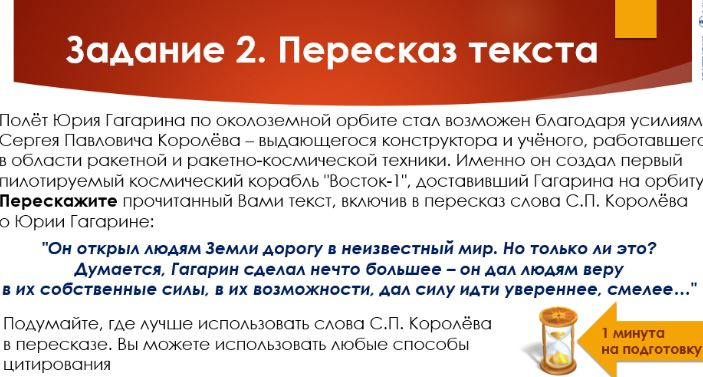 Задание 2. Пересказ текста
Полёт Юрия Гагарина по околоземной орбите стал возможен благодаря усилиям
Сергея Павловича Королёва – выдающегося конструктора и учёного, работавшего
в области ракетной и ракетно-космической техники. Именно он создал первый
пилотируемый космический корабль "Восток-1", доставивший Гагарина на орбиту
Перескажите прочитанный Вами текст, включив в пересказ слова С.П. Королёва
о Юрии Гагарине:
"Он открыл людям Земли дорогу в неизвестный мир. Но только ли это?
Думается, Гагарин сделал нечто большее – он дал людям веру
в их собственные силы, в их возможности, дал силу идти увереннее, смелее…"
Подумайте, где лучше использовать слова С.П. Королёва
в пересказе. Вы можете использовать любые способы
цитирования
1 минута
на подготовку